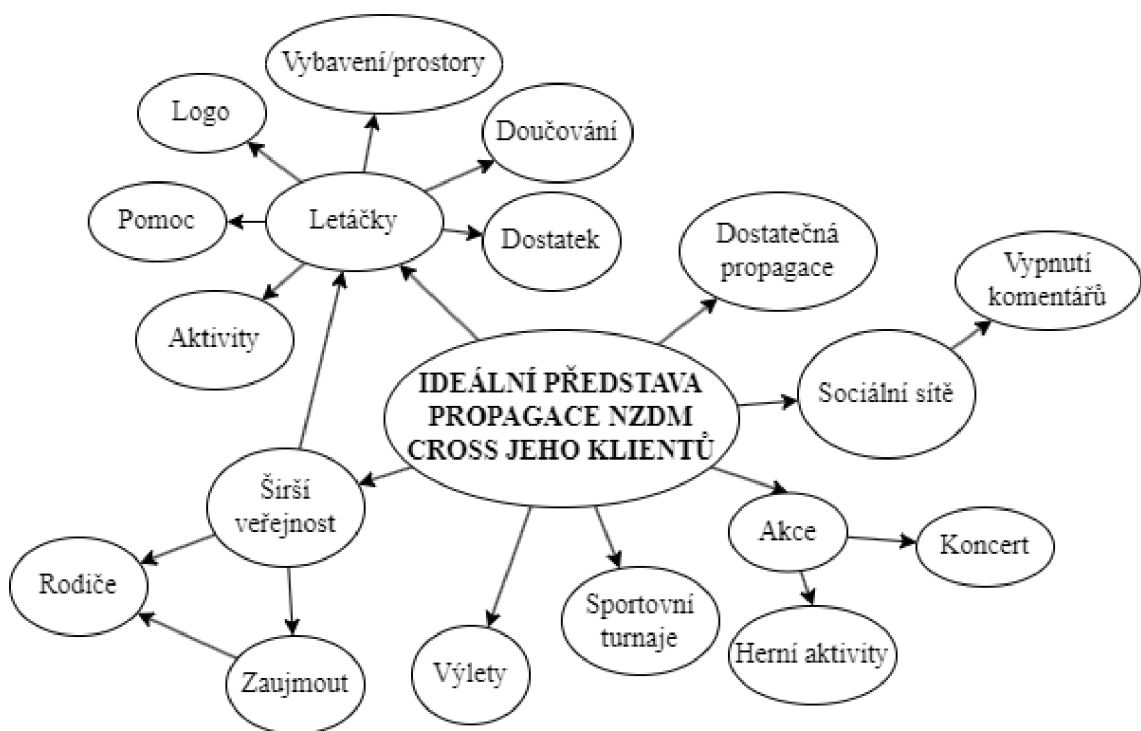 Vybavení/prostory
Logo
Doučování
Pomoc
Letáčky
Dostatek
Dostatečná
propagace
Vypnutí
komentářů
Aktivity
IDEÁLNÍ PŘEDSTAVA
PROPAGACE NZDM
CROSS JEHO KLIENTŮ
Sociální sítě
Širší
veřejnost
Akce
Koncert
Rodiče
Sportovní
turnaje
Herní aktivity
Zaujmout
Výlety